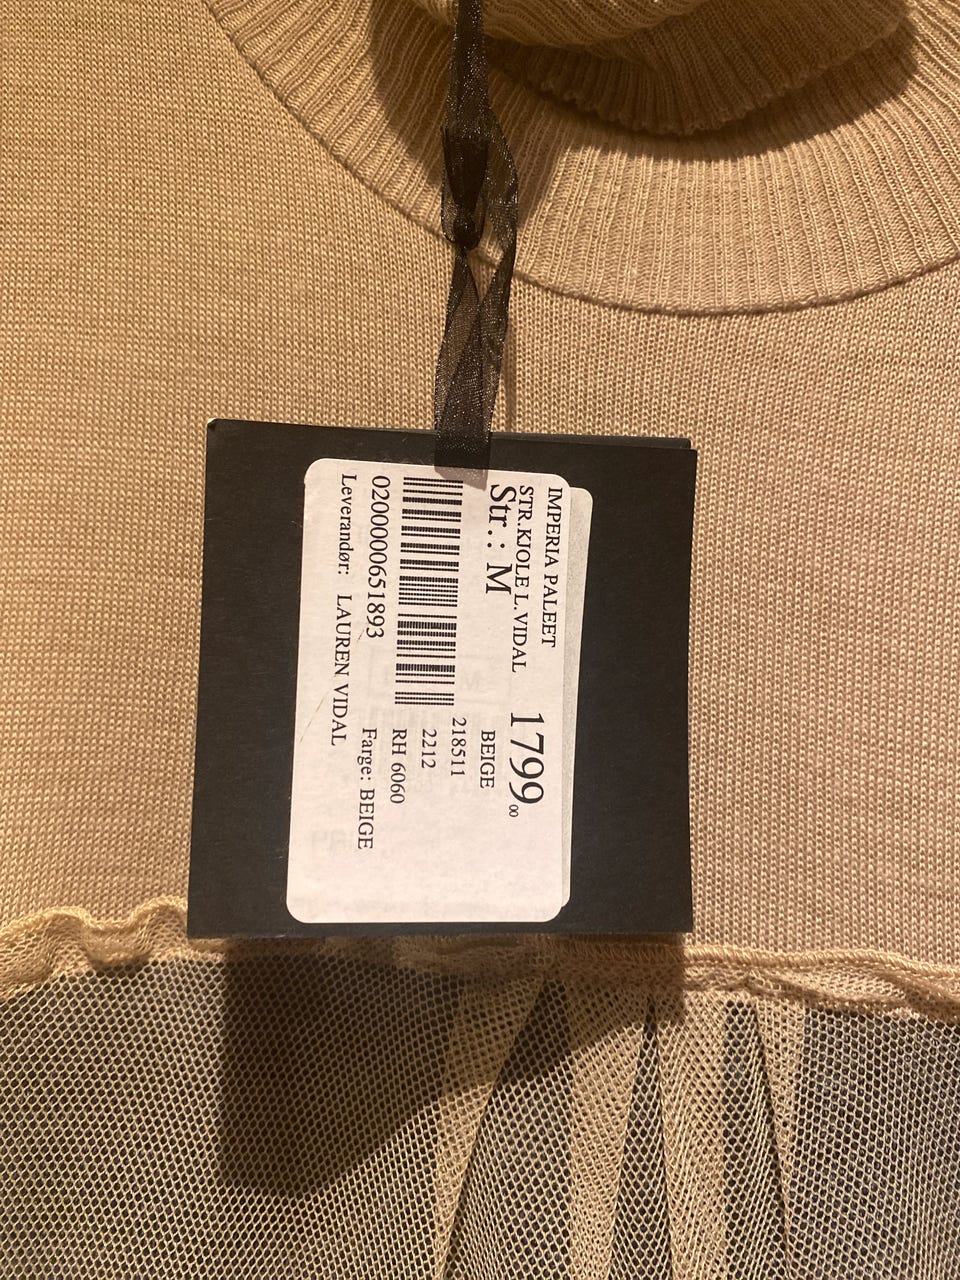 IMPERIA PALEET
STR.KJOLE L.VIDAL
Str.: M
1799.00
BEIGE
218511
2212
RH 6060
Farge: BEIGE
0200000651893
Leverandør: LAUREN VIDAL